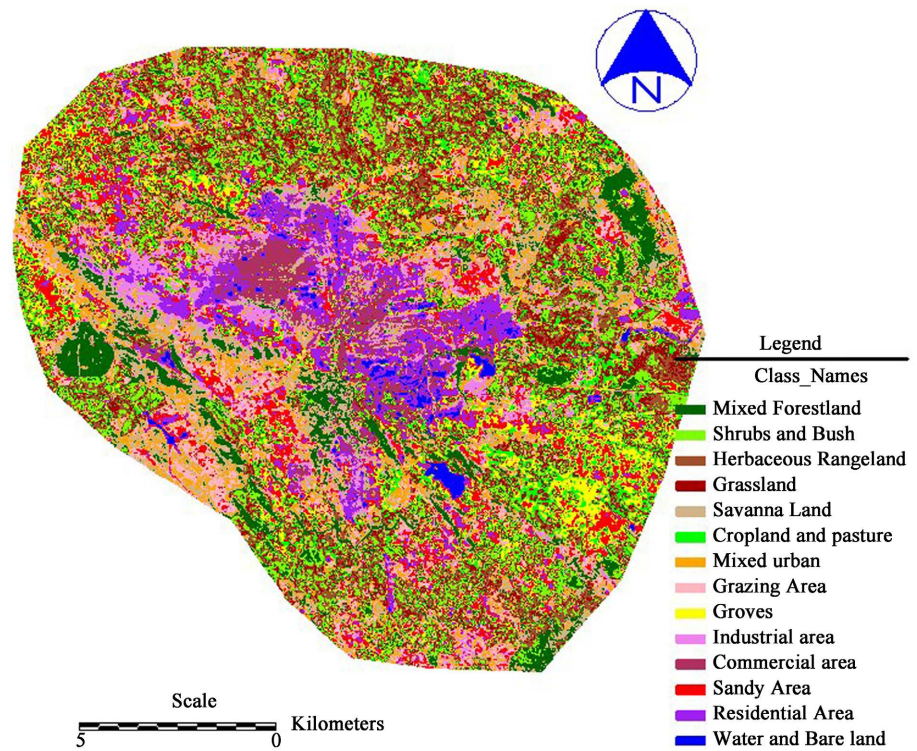 N
Legend
Class_Names
Mixed Forestland
Shrubs and Bush
Herbaceous Rangeland
Grassland
Savanna Land
Cropland and pasture
Mixed urban
Grazing Area
Groves
Industrial area
Commercial area
Sandy Area
Residential Area
Water and Bare land
Scale
Kilometers
5 0